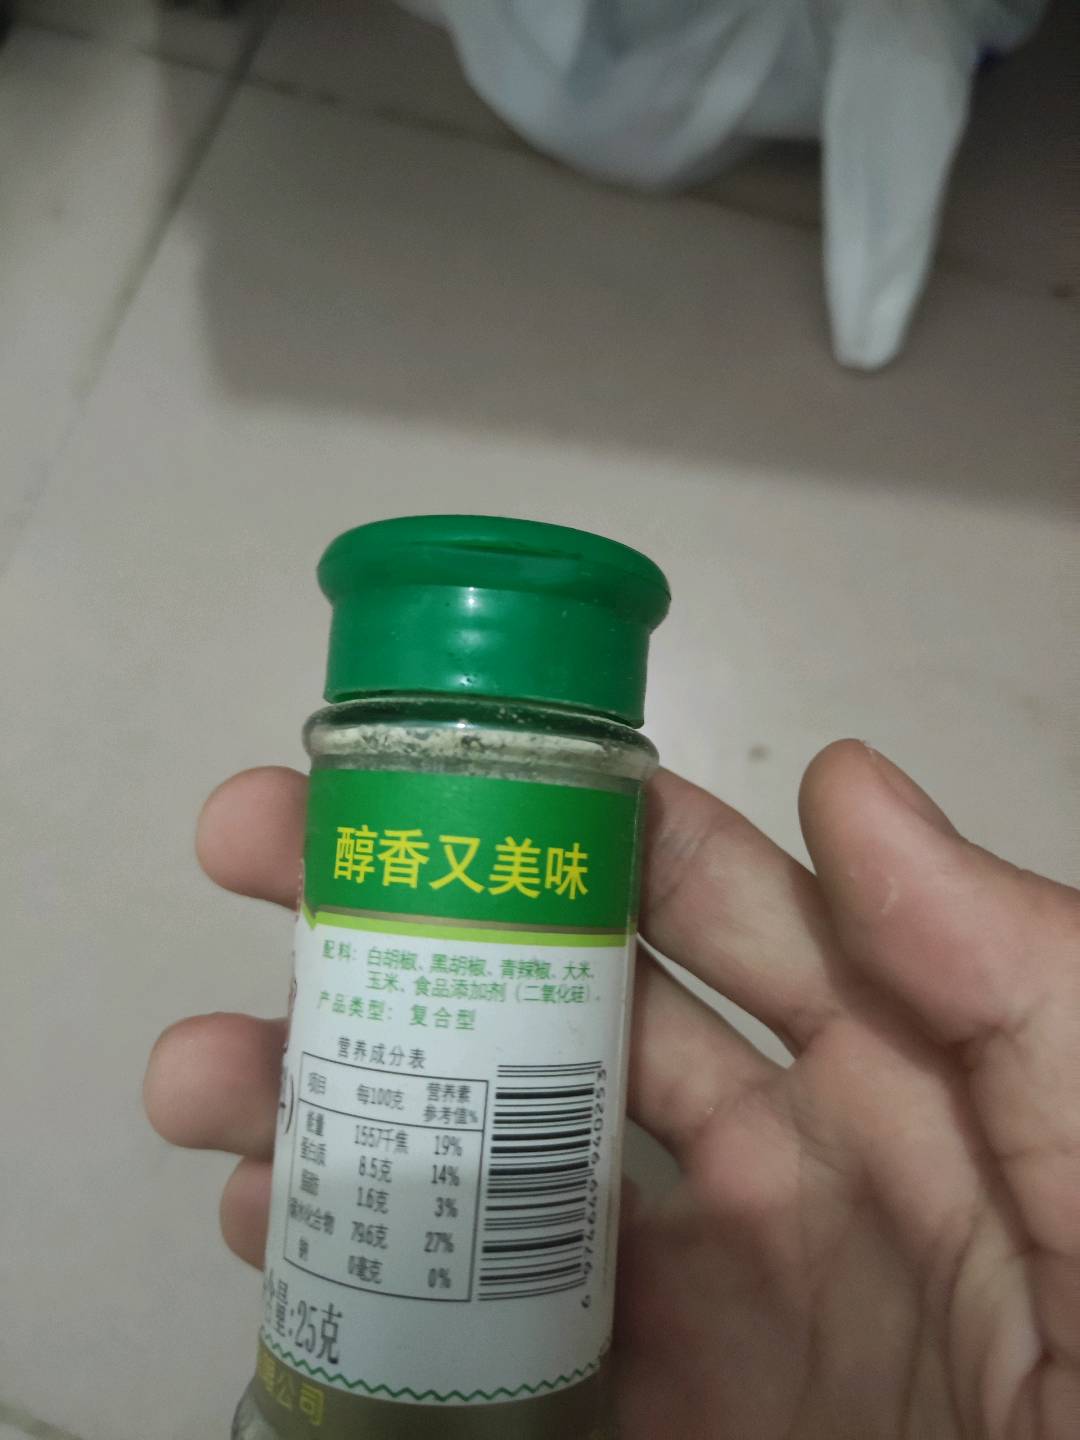 醇香又美味
配料：白胡椒、黑胡椒、青辣椒、大米、
玉米、食品添加剂（二氧化硅）。
产品类型：复合型
营养成分表
项目 每100克 营养素参考值%
能量 1557千焦 19%
蛋白质 8.5克 14%
脂肪 1.6克 3%
碳水化合物 79.6克 27%
钠 0毫克 0%
含量：25克
公司
6974649940253